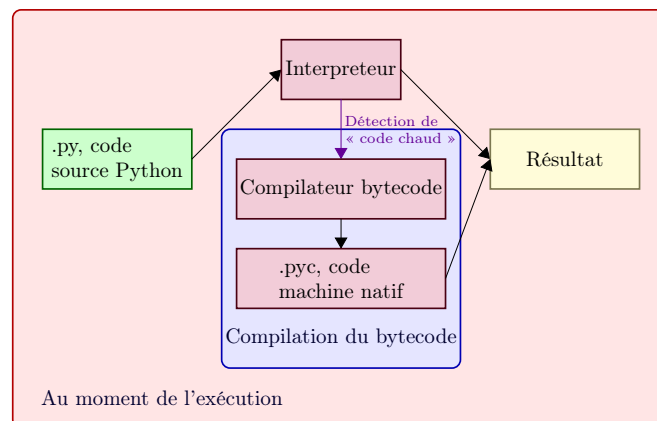 Interpreteur
Détection de
« code chaud »
.py, code
source Python
Résultat
Compilateur bytecode
.pyc, code
machine natif
Compilation du bytecode
Au moment de l'exécution